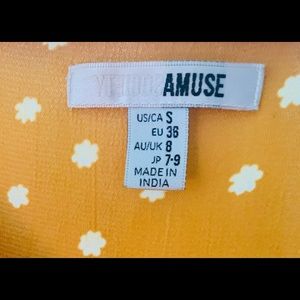 AMUSE
US/CA S
EU 36
AU/UK 8
JP 7-9
MADE IN
INDIA